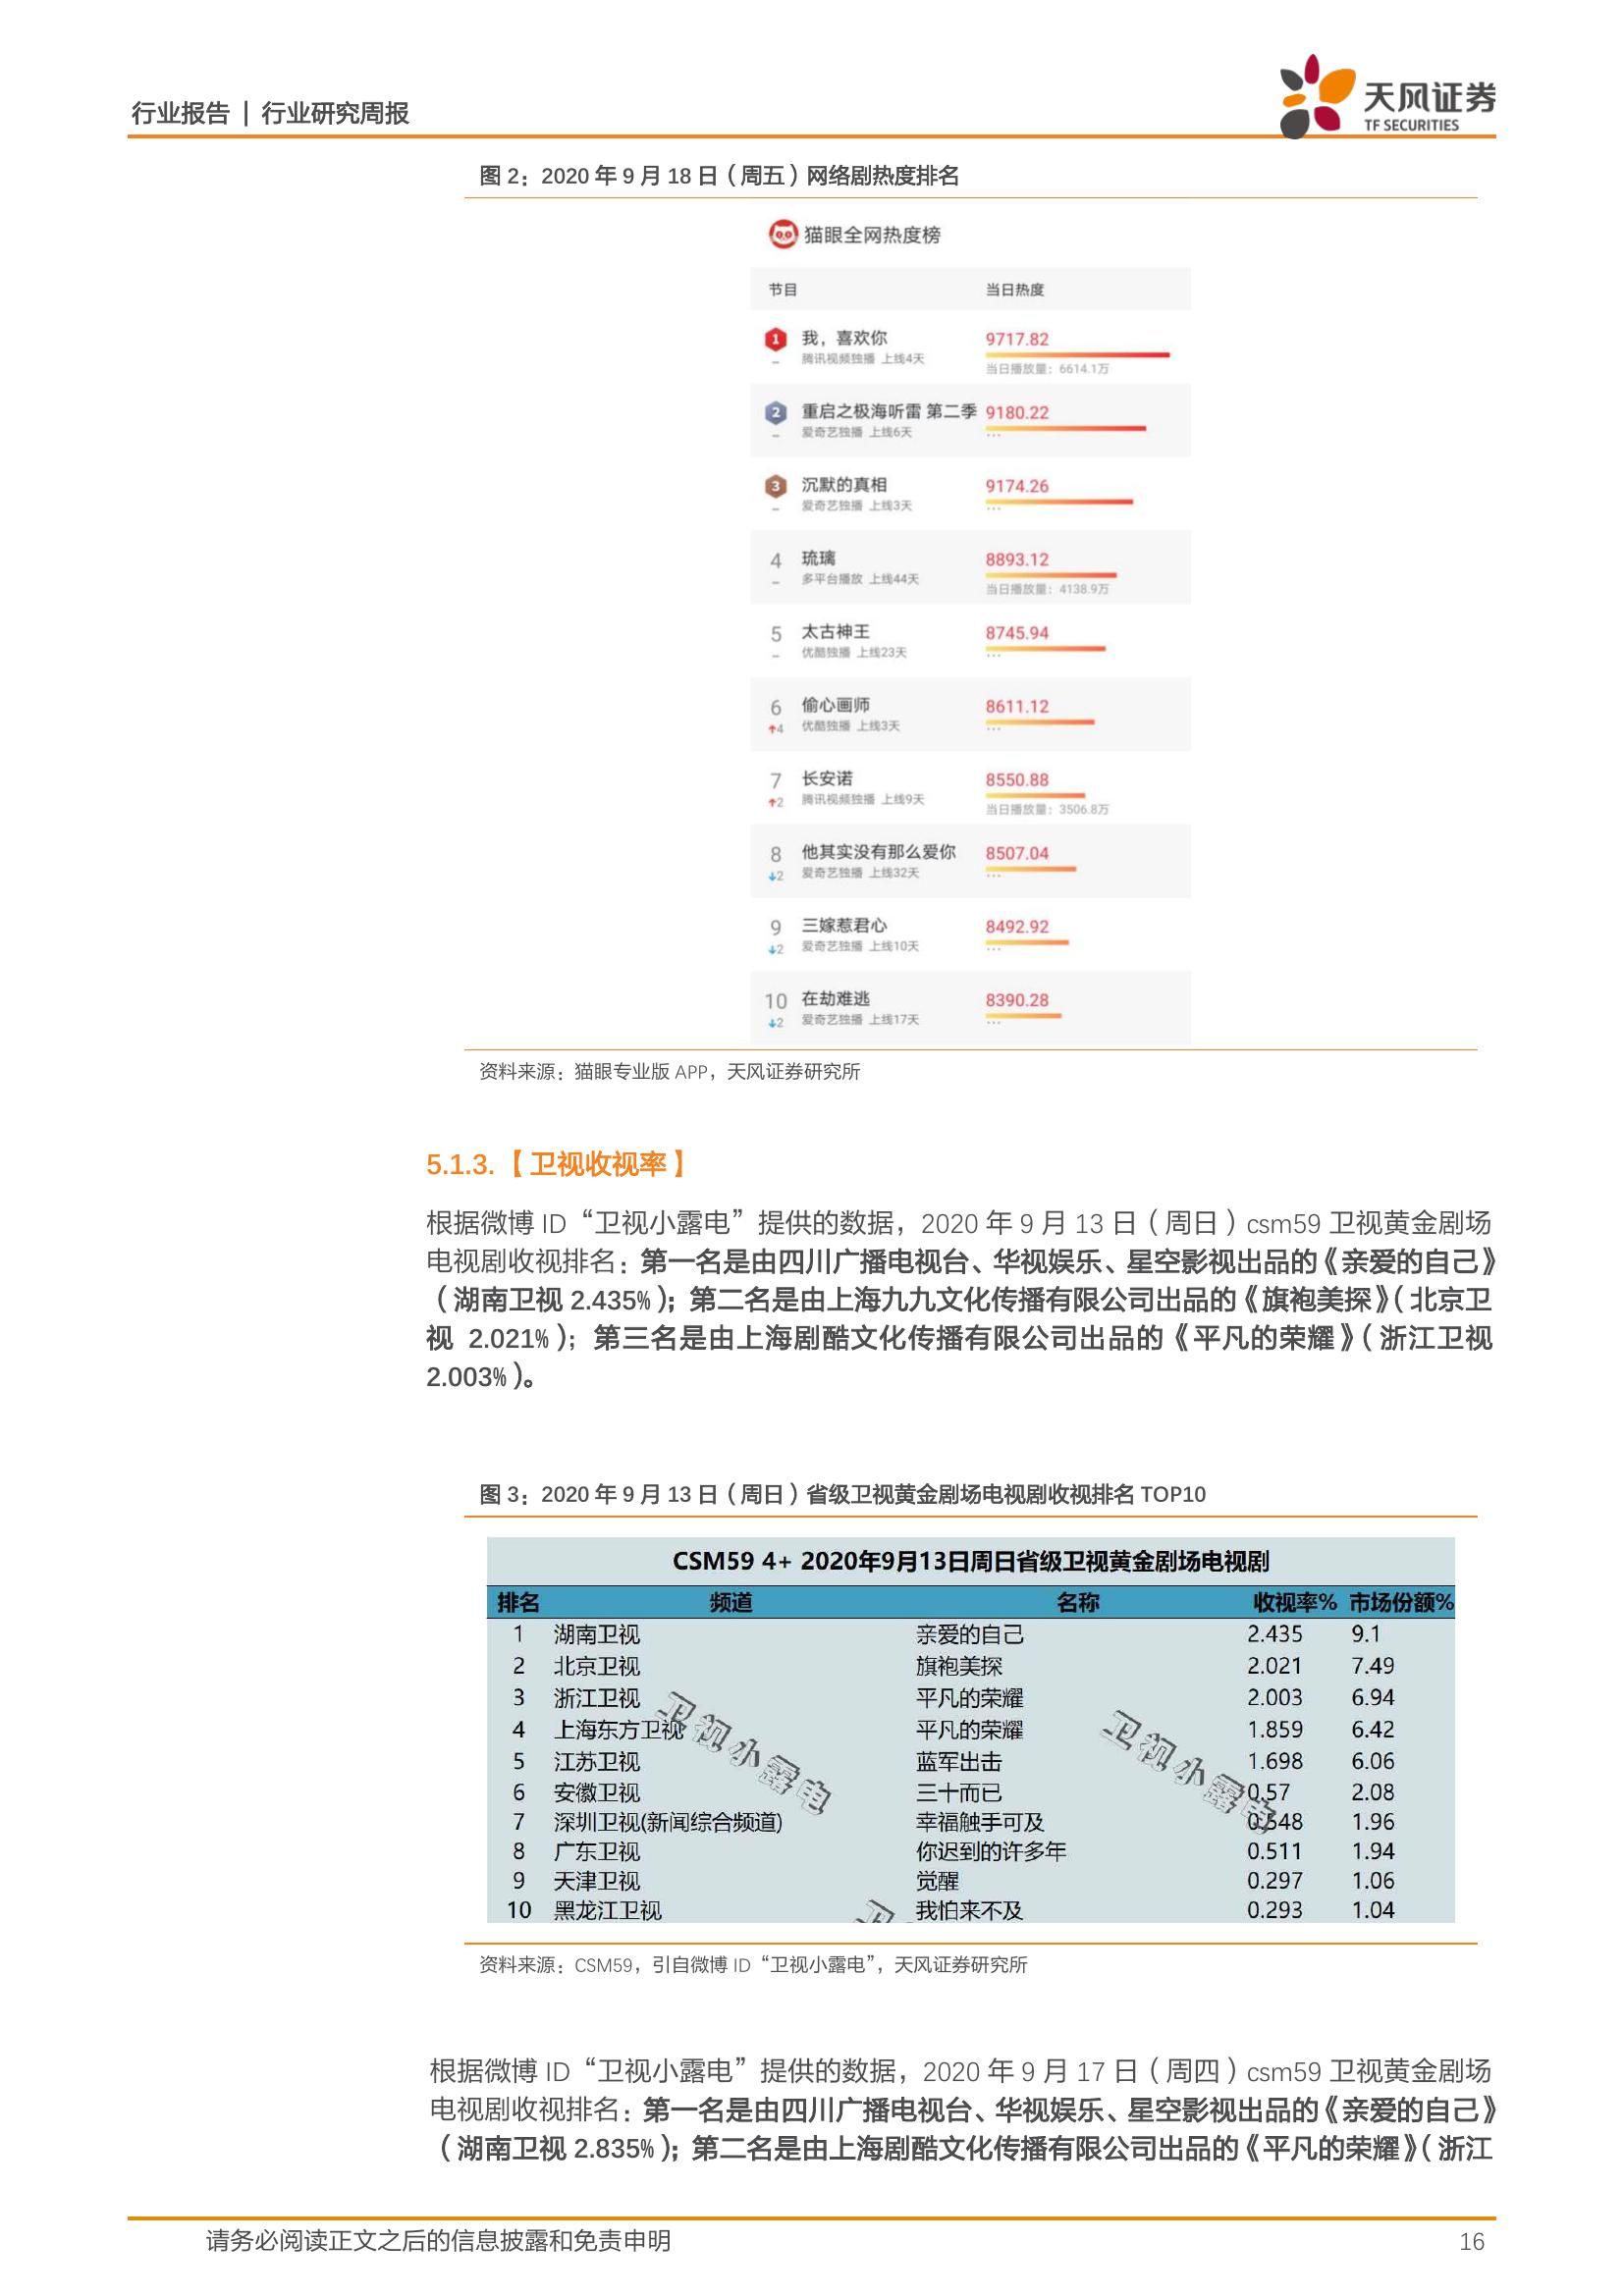 行业报告 | 行业研究周报
天风证券
TF SECURITIES
图 2：2020 年 9 月 18 日（周五）网络剧热度排名
猫眼全网热度榜
节目 当日热度
1 我，喜欢你 9717.82
– 腾讯视频独播 上线4天 当日播放量：6614.1万
2 重启之极海听雷 第二季 9180.22
– 爱奇艺独播 上线6天 ...
3 沉默的真相 9174.26
– 爱奇艺独播 上线3天 ...
4 琉璃 8893.12
– 多平台播放 上线44天 当日播放量：4138.9万
5 太古神王 8745.94
– 优酷独播 上线23天 ...
6 偷心画师 8611.12
↑4 优酷独播 上线3天 ...
7 长安诺 8550.88
↑2 腾讯视频独播 上线9天 当日播放量：3506.8万
8 他其实没有那么爱你 8507.04
↓2 爱奇艺独播 上线32天 ...
9 三嫁惹君心 8492.92
↓2 爱奇艺独播 上线10天 ...
10 在劫难逃 8390.28
↓2 爱奇艺独播 上线17天 ...
资料来源：猫眼专业版 APP，天风证券研究所
5.1.3.【卫视收视率】
根据微博 ID“卫视小露电”提供的数据，2020 年 9 月 13 日（周日）csm59 卫视黄金剧场
电视剧收视排名：第一名是由四川广播电视台、华视娱乐、星空影视出品的《亲爱的自己》
（湖南卫视 2.435%）；第二名是由上海九九文化传播有限公司出品的《旗袍美探》（北京卫
视 2.021%）；第三名是由上海剧酷文化传播有限公司出品的《平凡的荣耀》（浙江卫视
2.003%）。
图 3：2020 年 9 月 13 日（周日）省级卫视黄金剧场电视剧收视排名 TOP10
CSM59 4+ 2020年9月13日周日省级卫视黄金剧场电视剧
排名 频道 名称 收视率% 市场份额%
1 湖南卫视 亲爱的自己 2.435 9.1
2 北京卫视 旗袍美探 2.021 7.49
3 浙江卫视 平凡的荣耀 2.003 6.94
4 上海东方卫视 平凡的荣耀 1.859 6.42
5 江苏卫视 蓝军出击 1.698 6.06
6 安徽卫视 三十而已 0.57 2.08
7 深圳卫视(新闻综合频道) 幸福触手可及 0.548 1.96
8 广东卫视 你迟到的许多年 0.511 1.94
9 天津卫视 觉醒 0.297 1.06
10 黑龙江卫视 我怕来不及 0.293 1.04
卫视小露电
卫视小露电
资料来源：CSM59，引自微博 ID“卫视小露电”，天风证券研究所
根据微博 ID“卫视小露电”提供的数据，2020 年 9 月 17 日（周四）csm59 卫视黄金剧场
电视剧收视排名：第一名是由四川广播电视台、华视娱乐、星空影视出品的《亲爱的自己》
（湖南卫视 2.835%）；第二名是由上海剧酷文化传播有限公司出品的《平凡的荣耀》（浙江
请务必阅读正文之后的信息披露和免责申明 16